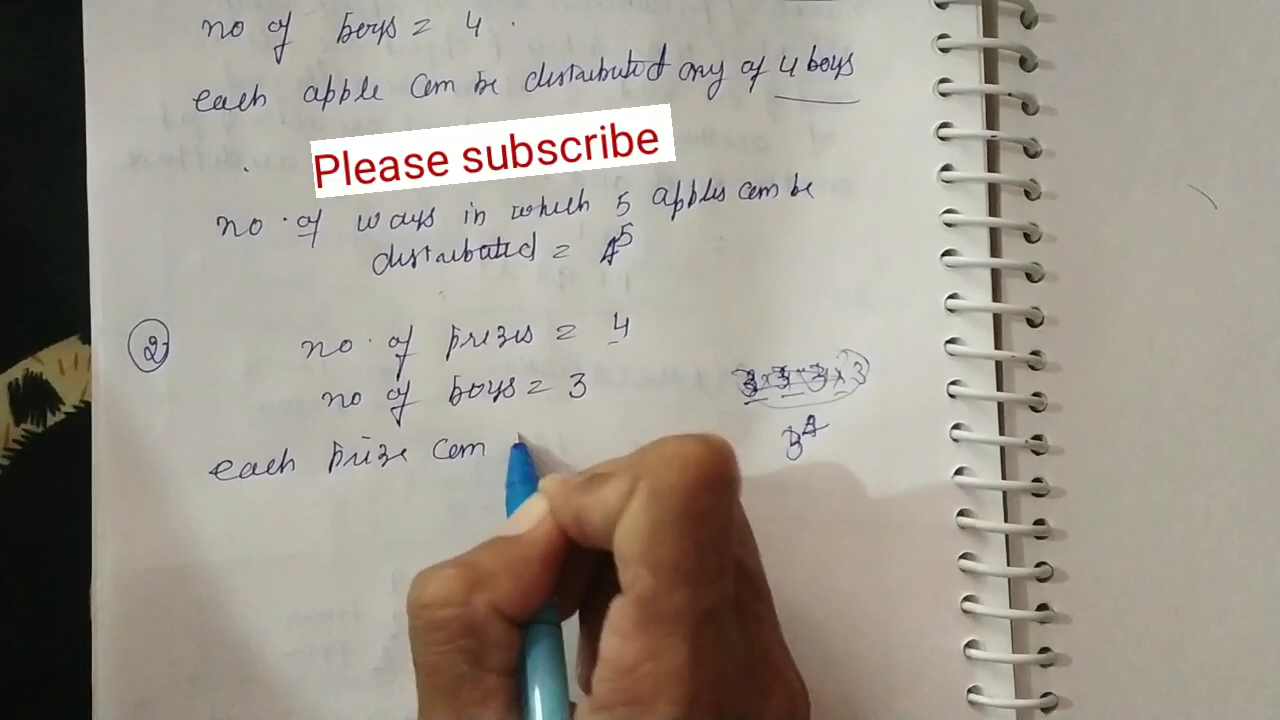 no of boys = 4
each apple can be distributed any of 4 boys
Please subscribe
no. of ways in which 5 apples can be
distributed = 4^5
2
no. of prizes = 4
no of boys = 3
3×3×3×3
3^4
each prize can